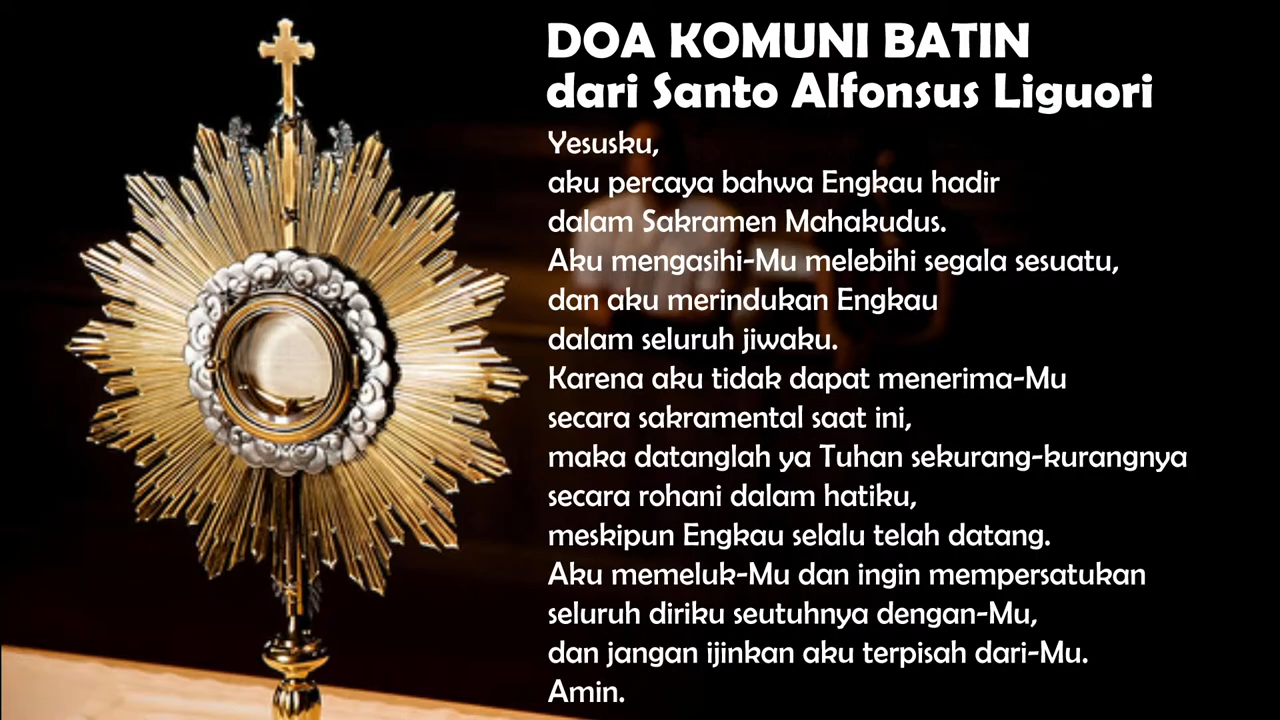 DOA KOMUNI BATIN
dari Santo Alfonsus Liguori
Yesusku,
aku percaya bahwa Engkau hadir
dalam Sakramen Mahakudus.
Aku mengasihi-Mu melebihi segala sesuatu,
dan aku merindukan Engkau
dalam seluruh jiwaku.
Karena aku tidak dapat menerima-Mu
secara sakramental saat ini,
maka datanglah ya Tuhan sekurang-kurangnya
secara rohani dalam hatiku,
meskipun Engkau selalu telah datang.
Aku memeluk-Mu dan ingin mempersatukan
seluruh diriku seutuhnya dengan-Mu,
dan jangan ijinkan aku terpisah dari-Mu.
Amin.